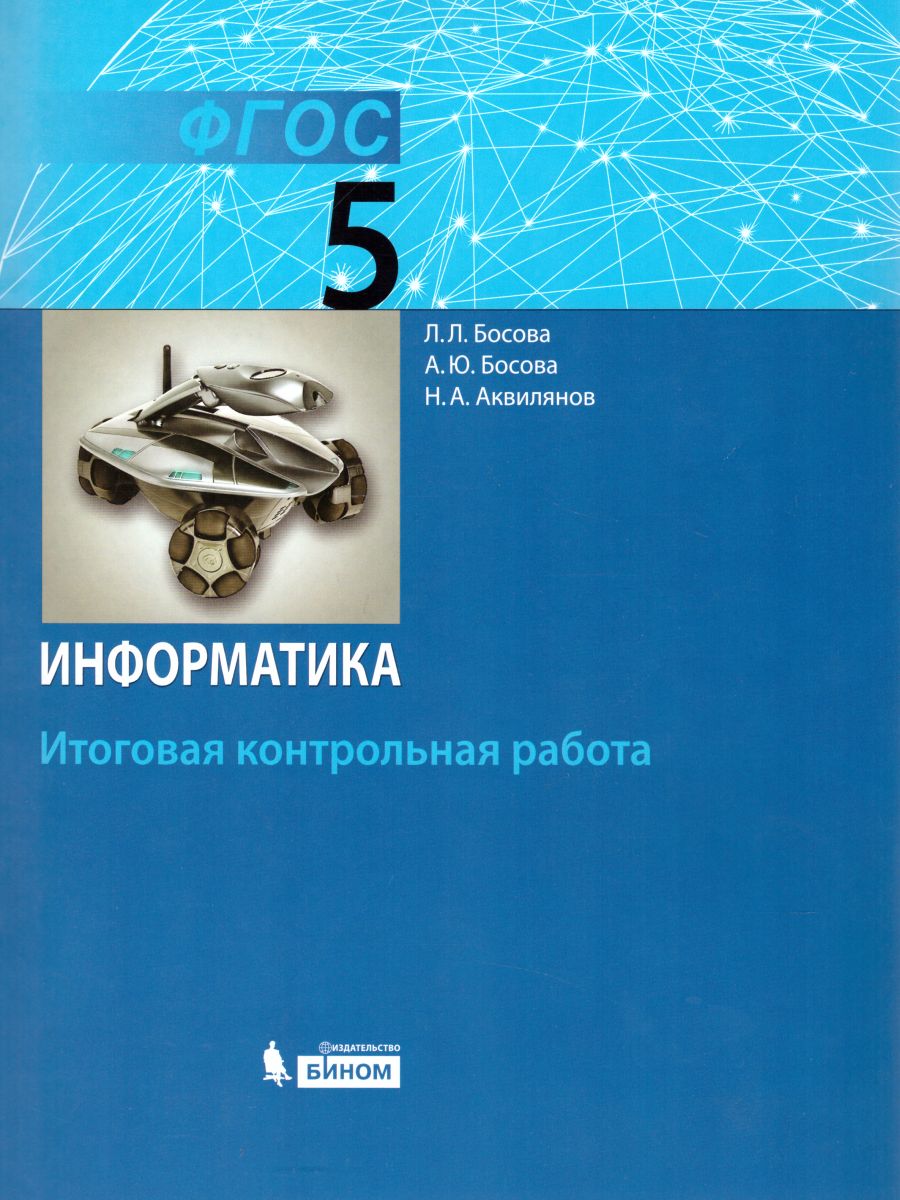 ФГОС
5
Л. Л. Босова
А. Ю. Босова
Н. А. Аквилянов
ИНФОРМАТИКА
Итоговая контрольная работа
ИЗДАТЕЛЬСТВО
БИНОМ